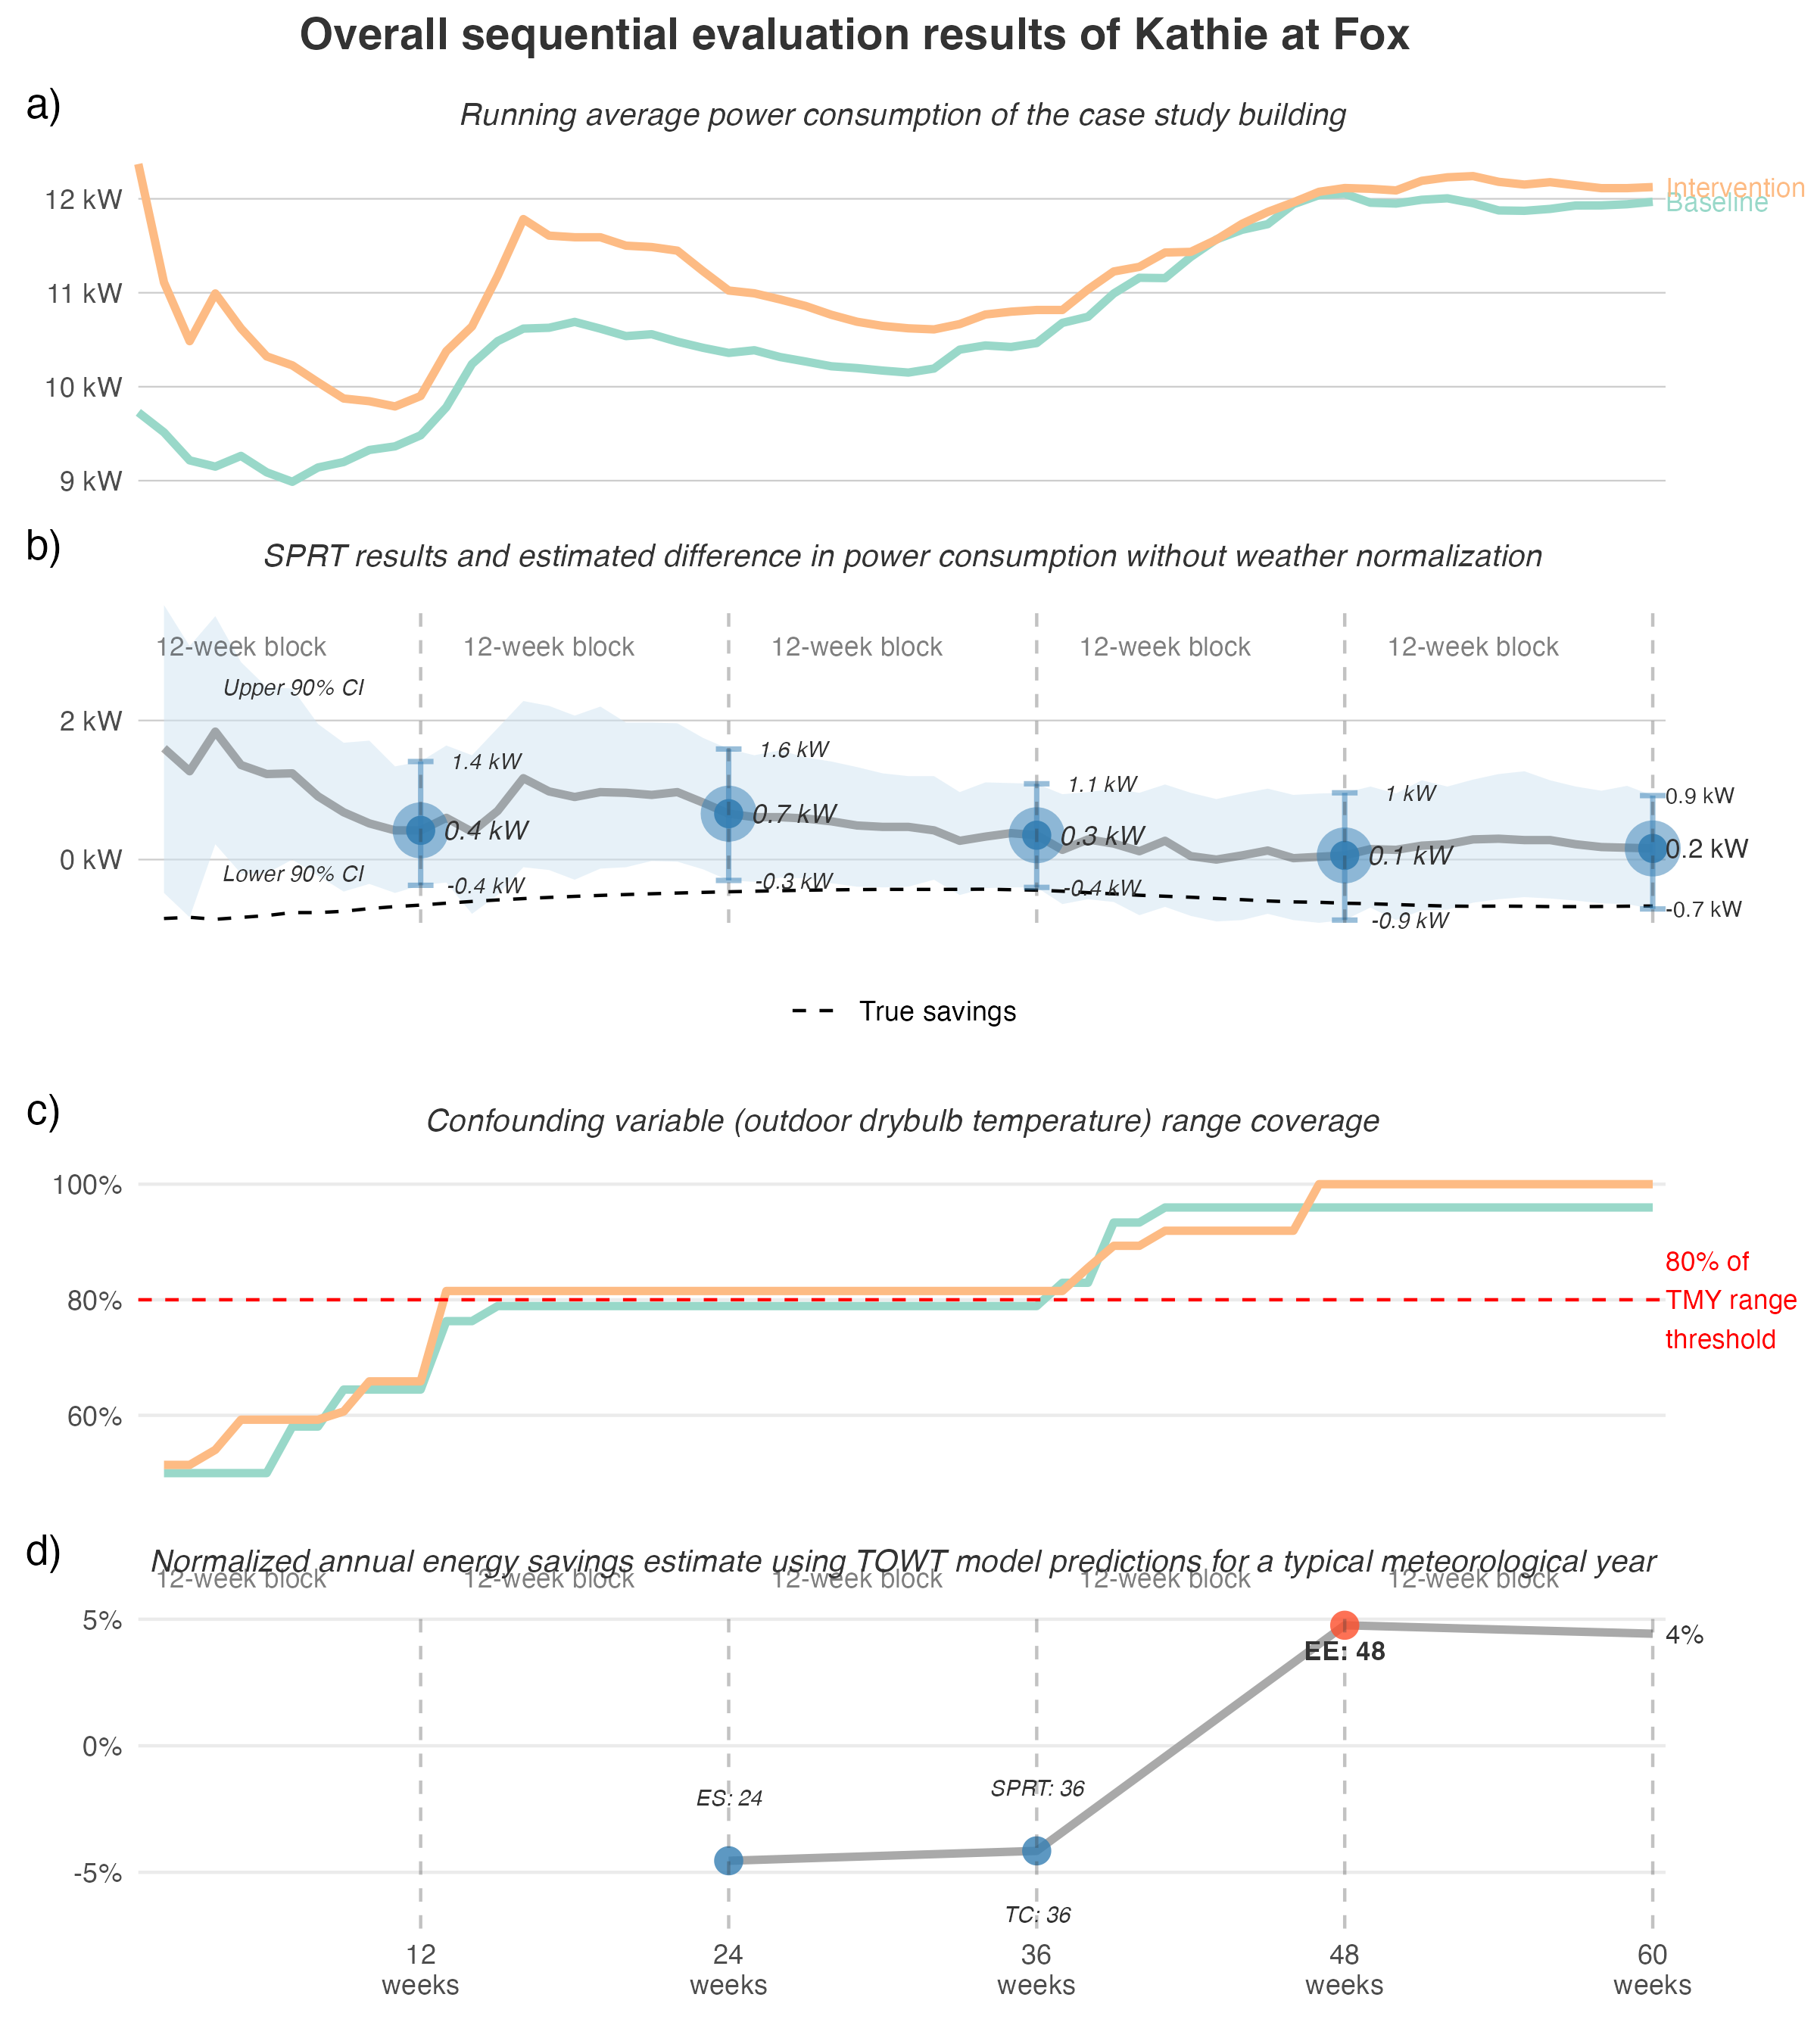 Overall sequential evaluation results of Kathie at Fox
a)
Running average power consumption of the case study building
12 kW
11 kW
10 kW
9 kW
Intervention
Baseline
b)
SPRT results and estimated difference in power consumption without weather normalization
12-week block 12-week block 12-week block 12-week block 12-week block
Upper 90% CI
Lower 90% CI
2 kW
0 kW
1.4 kW
0.4 kW
-0.4 kW
1.6 kW
0.7 kW
-0.3 kW
1.1 kW
0.3 kW
-0.4 kW
1 kW
0.1 kW
-0.9 kW
0.9 kW
0.2 kW
-0.7 kW
True savings
c)
Confounding variable (outdoor drybulb temperature) range coverage
100%
80%
60%
80% of
TMY range
threshold
d)
Normalized annual energy savings estimate using TOWT model predictions for a typical meteorological year
12-week block 12-week block 12-week block 12-week block 12-week block
5%
0%
-5%
ES: 24
SPRT: 36
TC: 36
EE: 48
4%
12
weeks
24
weeks
36
weeks
48
weeks
60
weeks